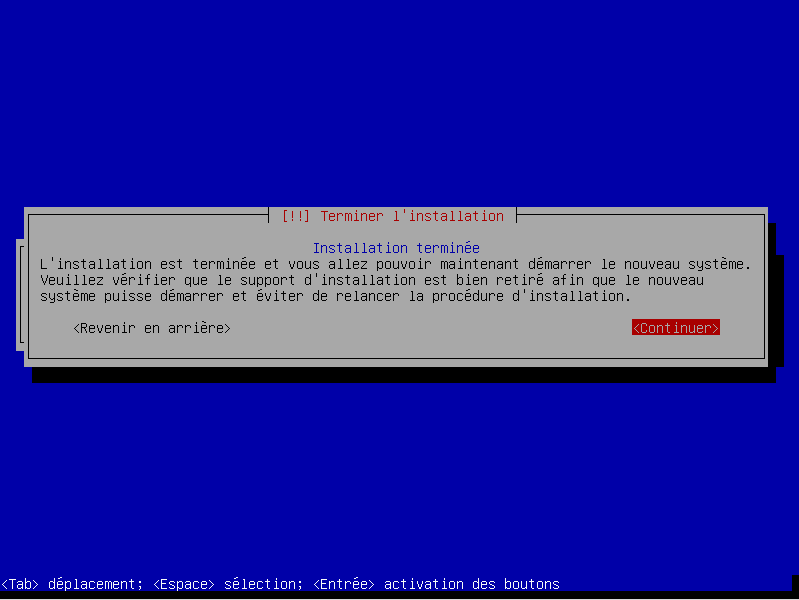 [!!] Terminer l'installation
Installation terminée
L'installation est terminée et vous allez pouvoir maintenant démarrer le nouveau système.
Veuillez vérifier que le support d'installation est bien retiré afin que le nouveau
système puisse démarrer et éviter de relancer la procédure d'installation.
<Revenir en arrière> <Continuer>
<Tab> déplacement; <Espace> sélection; <Entrée> activation des boutons